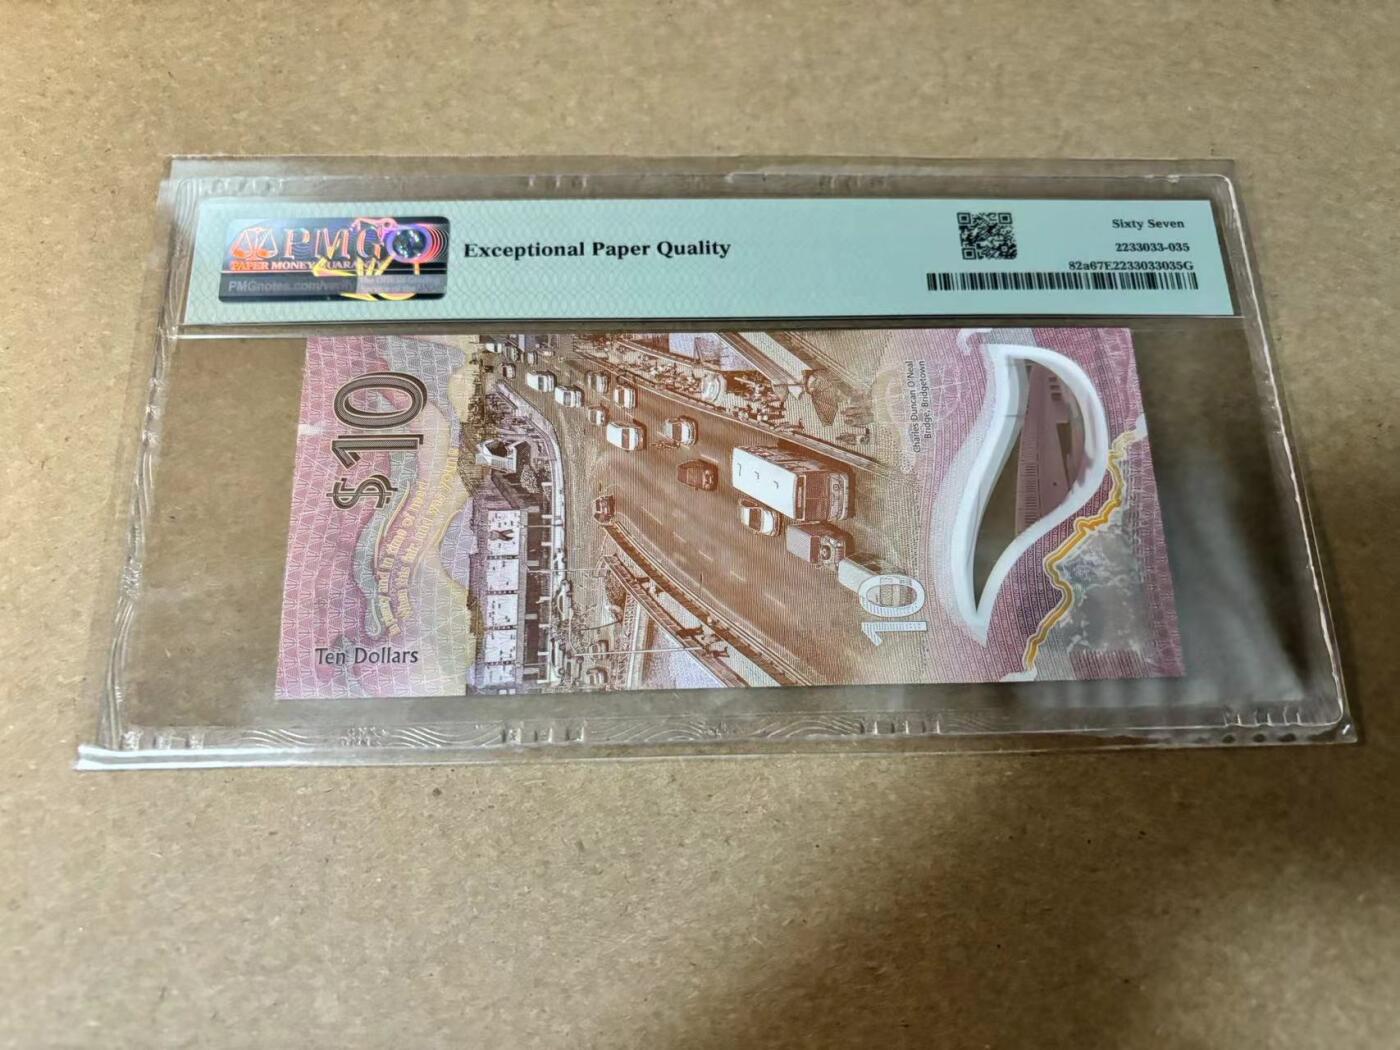 PMG
PAPER MONEY GUARANTY
PMGnotes.com/verify
Exceptional Paper Quality
Sixty Seven
2233033-035
82a67E2233033035G
$10
Ten Dollars
Charles Duncan O'Neal
Bridge, Bridgetown
10